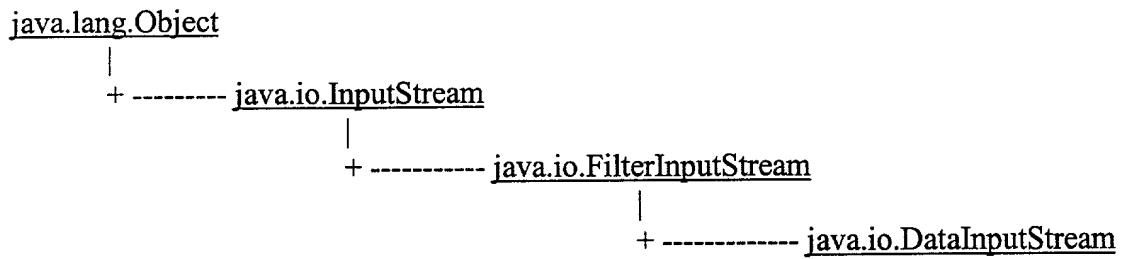 java.lang.Object
|
+ --------- java.io.InputStream
|
+ ----------- java.io.FilterInputStream
|
+ ------------- java.io.DataInputStream